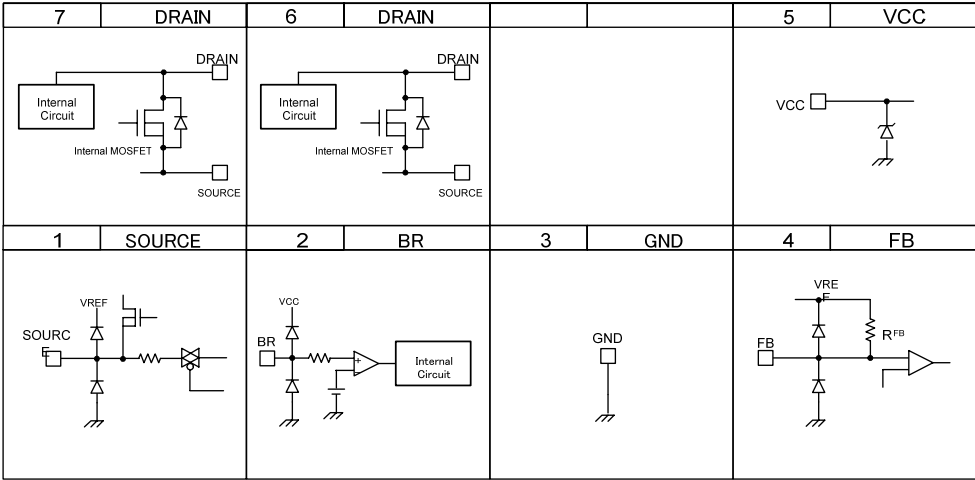 7 DRAIN 6 DRAIN 5 VCC
DRAIN
Internal
Circuit
Internal MOSFET
SOURCE
DRAIN
Internal
Circuit
Internal MOSFET
SOURCE
VCC
1 SOURCE 2 BR 3 GND 4 FB
VREF
SOURC
E
VCC
BR
+
-
Internal
Circuit
GND
VRE
F
FB
RFB